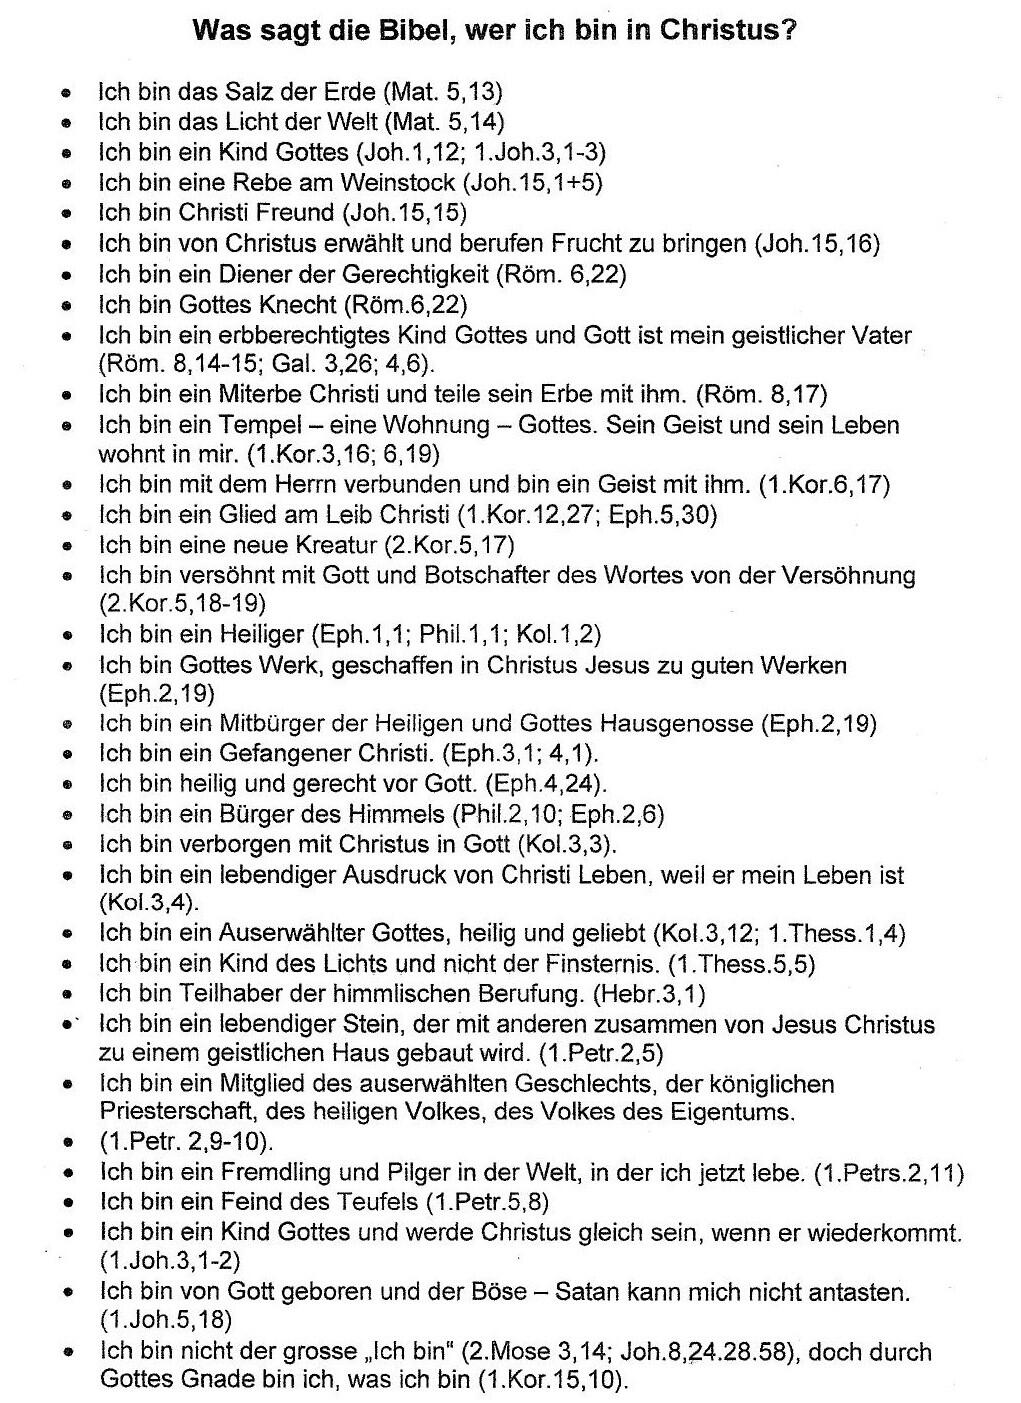 Was sagt die Bibel, wer ich bin in Christus?
• Ich bin das Salz der Erde (Mat. 5,13)
• Ich bin das Licht der Welt (Mat. 5,14)
• Ich bin ein Kind Gottes (Joh.1,12; 1.Joh.3,1-3)
• Ich bin eine Rebe am Weinstock (Joh.15,1+5)
• Ich bin Christi Freund (Joh.15,15)
• Ich bin von Christus erwählt und berufen Frucht zu bringen (Joh.15,16)
• Ich bin ein Diener der Gerechtigkeit (Röm. 6,22)
• Ich bin Gottes Knecht (Röm.6,22)
• Ich bin ein erbberechtigtes Kind Gottes und Gott ist mein geistlicher Vater
(Röm. 8,14-15; Gal. 3,26; 4,6).
• Ich bin ein Miterbe Christi und teile sein Erbe mit ihm. (Röm. 8,17)
• Ich bin ein Tempel – eine Wohnung – Gottes. Sein Geist und sein Leben
wohnt in mir. (1.Kor.3,16; 6,19)
• Ich bin mit dem Herrn verbunden und bin ein Geist mit ihm. (1.Kor.6,17)
• Ich bin ein Glied am Leib Christi (1.Kor.12,27; Eph.5,30)
• Ich bin eine neue Kreatur (2.Kor.5,17)
• Ich bin versöhnt mit Gott und Botschafter des Wortes von der Versöhnung
(2.Kor.5,18-19)
• Ich bin ein Heiliger (Eph.1,1; Phil.1,1; Kol.1,2)
• Ich bin Gottes Werk, geschaffen in Christus Jesus zu guten Werken
(Eph.2,19)
• Ich bin ein Mitbürger der Heiligen und Gottes Hausgenosse (Eph.2,19)
• Ich bin ein Gefangener Christi. (Eph.3,1; 4,1).
• Ich bin heilig und gerecht vor Gott. (Eph.4,24).
• Ich bin ein Bürger des Himmels (Phil.2,10; Eph.2,6)
• Ich bin verborgen mit Christus in Gott (Kol.3,3).
• Ich bin ein lebendiger Ausdruck von Christi Leben, weil er mein Leben ist
(Kol.3,4).
• Ich bin ein Auserwählter Gottes, heilig und geliebt (Kol.3,12; 1.Thess.1,4)
• Ich bin ein Kind des Lichts und nicht der Finsternis. (1.Thess.5,5)
• Ich bin Teilhaber der himmlischen Berufung. (Hebr.3,1)
• Ich bin ein lebendiger Stein, der mit anderen zusammen von Jesus Christus
zu einem geistlichen Haus gebaut wird. (1.Petr.2,5)
• Ich bin ein Mitglied des auserwählten Geschlechts, der königlichen
Priesterschaft, des heiligen Volkes, des Volkes des Eigentums.
• (1.Petr. 2,9-10).
• Ich bin ein Fremdling und Pilger in der Welt, in der ich jetzt lebe. (1.Petrs.2,11)
• Ich bin ein Feind des Teufels (1.Petr.5,8)
• Ich bin ein Kind Gottes und werde Christus gleich sein, wenn er wiederkommt.
(1.Joh.3,1-2)
• Ich bin von Gott geboren und der Böse – Satan kann mich nicht antasten.
(1.Joh.5,18)
• Ich bin nicht der grosse „Ich bin“ (2.Mose 3,14; Joh.8,24.28.58), doch durch
Gottes Gnade bin ich, was ich bin (1.Kor.15,10).